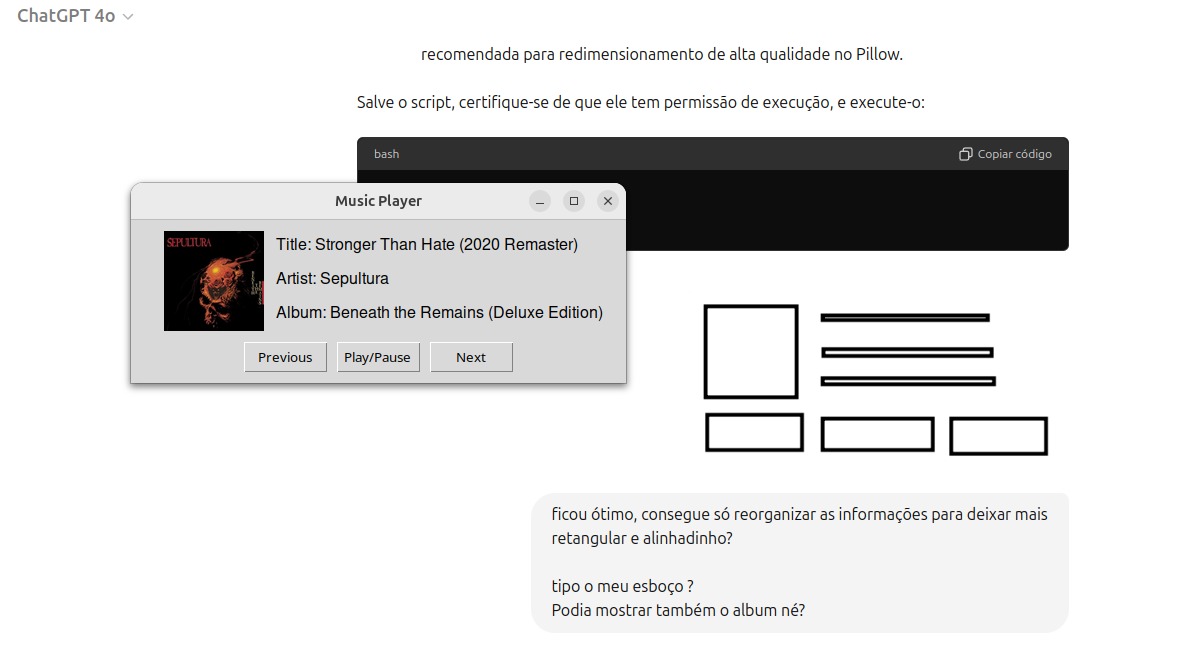 ChatGPT 4o
recomendada para redimensionamento de alta qualidade no Pillow.
Salve o script, certifique-se de que ele tem permissão de execução, e execute-o:
bash
Copiar código
Music Player
SEPULTURA
Title: Stronger Than Hate (2020 Remaster)
Artist: Sepultura
Album: Beneath the Remains (Deluxe Edition)
Previous
Play/Pause
Next
ficou ótimo, consegue só reorganizar as informações para deixar mais
retangular e alinhadinho?
tipo o meu esboço ?
Podia mostrar também o album né?